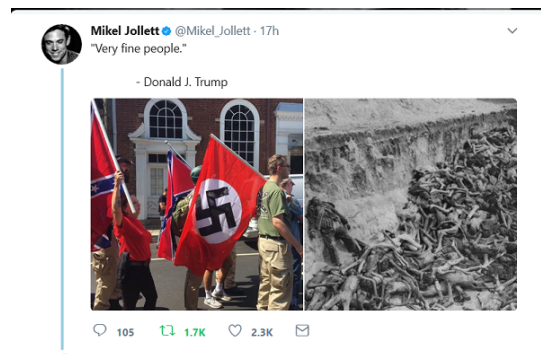 Mikel Jollett @Mikel_Jollett · 17h
"Very fine people."
- Donald J. Trump
105 1.7K 2.3K